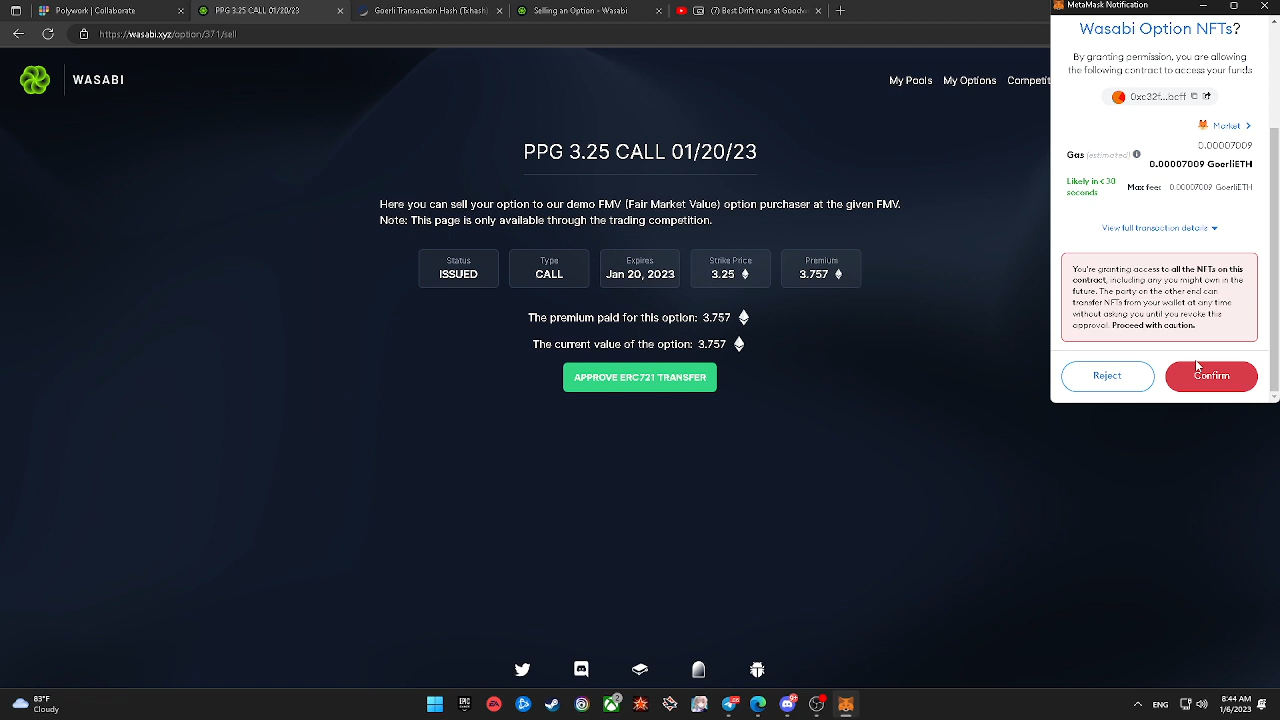 Polywork | Collaborate
PPG 3.25 CALL 01/20/23
Goerli Transaction Hash (Txhash)
Selling an Option - Wasabi
https://wasabi.xyz/option/371/sell
WASABI
My Pools
My Options
PPG 3.25 CALL 01/20/23
Here you can sell your option to our demo FMV (Fair Market Value) option purchaser at the given FMV.
Note: This page is only available through the trading competition.
Status
ISSUED
Type
CALL
Expires
Jan 20, 2023
Strike Price
3.25
Premium
3.757
The premium paid for this option: 3.757
The current value of the option: 3.757
APPROVE ERC721 TRANSFER
MetaMask Notification
Wasabi Option NFTs?
By granting permission, you are allowing
the following contract to access your funds
Market
0.00007009
Gas (estimated)
0.00007009 GoerliETH
Likely in < 30
seconds
Max fee: 0.00007009 GoerliETH
View full transaction details
You're granting access to all the NFTs on this
contract, including any you might own in the
future. The party on the other end can
transfer NFTs from your wallet at any time
without asking you until you revoke this
approval. Proceed with caution.
Reject
Confirm
83°F
Cloudy
ENG
8:44 AM
1/6/2023